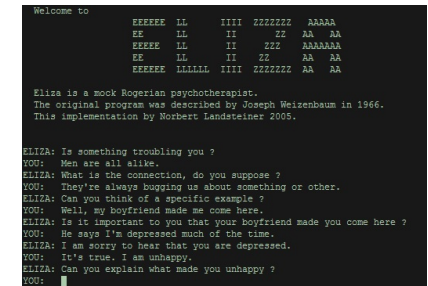 Welcome to
EEEEEE LL IIII ZZZZZZZ AAAAA
EE LL II ZZ AA AA
EEEEE LL II ZZZ AAAAAAA
EE LL II ZZ AA AA
EEEEEE LLLLLL IIII ZZZZZZZ AA AA
Eliza is a mock Rogerian psychotherapist.
The original program was described by Joseph Weizenbaum in 1966.
This implementation by Norbert Landsteiner 2005.
ELIZA: Is something troubling you ?
YOU: Men are all alike.
ELIZA: What is the connection, do you suppose ?
YOU: They're always bugging us about something or other.
ELIZA: Can you think of a specific example ?
YOU: Well, my boyfriend made me come here.
ELIZA: Is it important to you that your boyfriend made you come here ?
YOU: He says I'm depressed much of the time.
ELIZA: I am sorry to hear that you are depressed.
YOU: It's true. I am unhappy.
ELIZA: Can you explain what made you unhappy ?
YOU: